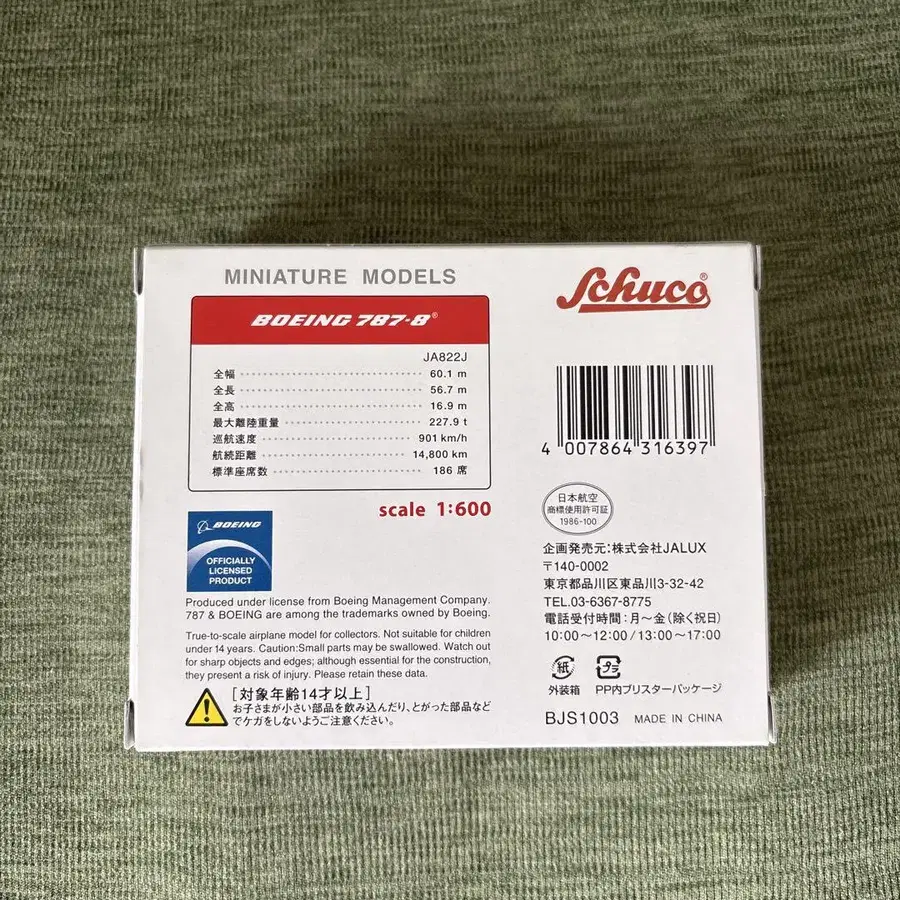 MINIATURE MODELS
BOEING 787-8®
JA822J
全幅 60.1 m
全長 56.7 m
全高 16.9 m
最大離陸重量 227.9 t
巡航速度 901 km/h
航続距離 14,800 km
標準座席数 186 席
scale 1:600
BOEING
OFFICIALLY
LICENSED
PRODUCT
Produced under license from Boeing Management Company.
787 & BOEING are among the trademarks owned by Boeing.
True-to-scale airplane model for collectors. Not suitable for children
under 14 years. Caution:Small parts may be swallowed. Watch out
for sharp objects and edges; although essential for the construction,
they present a risk of injury. Please retain these data.
[対象年齢14才以上]
お子さまが小さい部品を飲み込んだり、とがった部品など
でケガをしないようご注意ください。
Schuco®
4 007864 316397
日本航空
商標使用許可証
1986-100
企画発売元:株式会社JALUX
〒140-0002
東京都品川区東品川3-32-42
TEL.03-6367-8775
電話受付時間:月〜金(除く祝日)
10:00〜12:00/13:00〜17:00
紙 プラ
外装箱 PP内ブリスターパッケージ
BJS1003 MADE IN CHINA